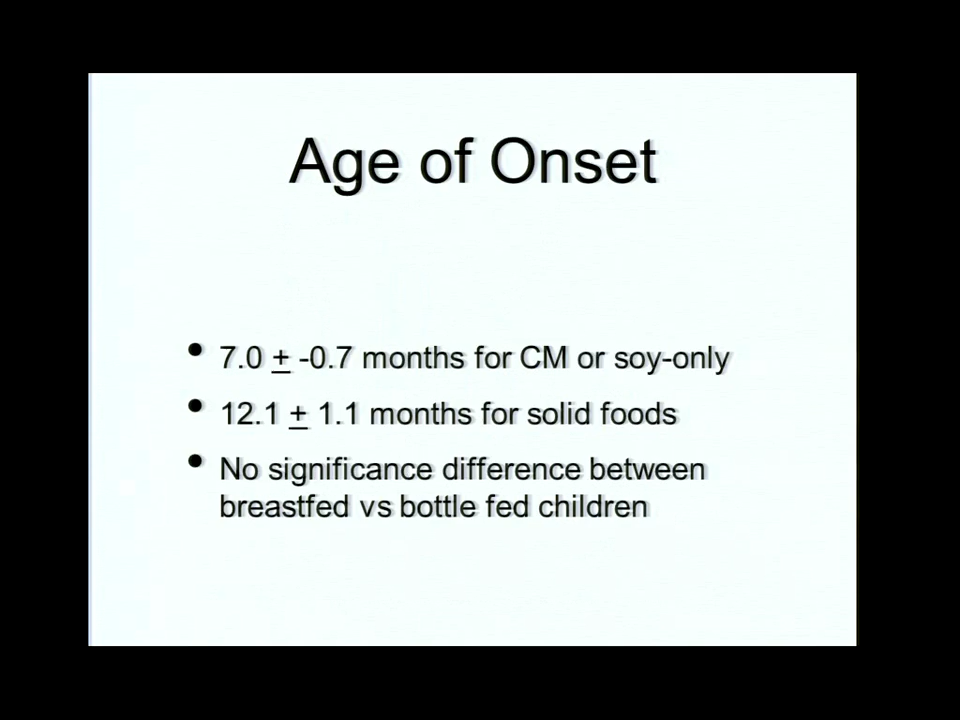 Age of Onset
• 7.0 ± -0.7 months for CM or soy-only
• 12.1 ± 1.1 months for solid foods
• No significance difference between
breastfed vs bottle fed children